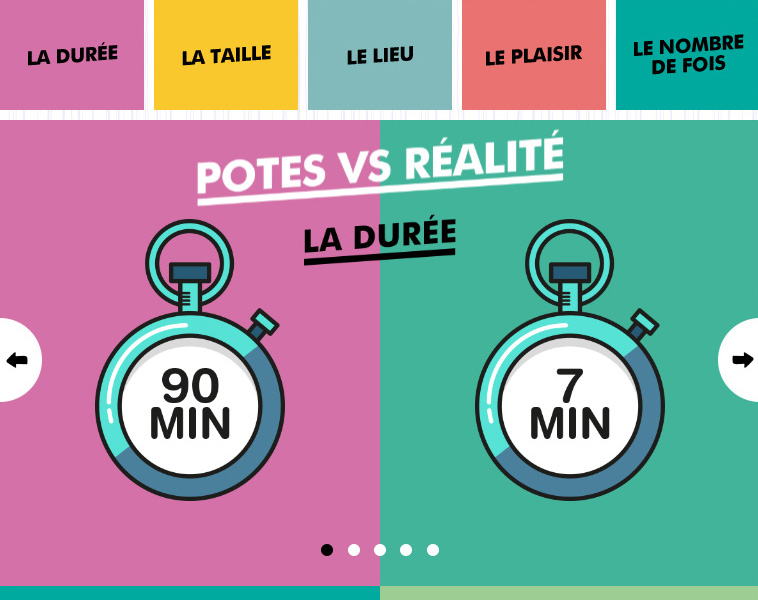 LA DURÉE
LA TAILLE
LE LIEU
LE PLAISIR
LE NOMBRE
DE FOIS
POTES VS RÉALITÉ
LA DURÉE
90
MIN
7
MIN